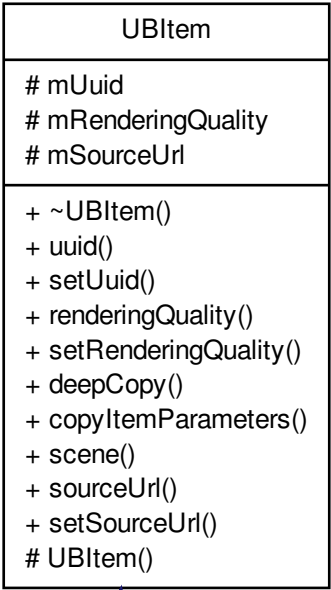 UBItem
# mUuid
# mRenderingQuality
# mSourceUrl
+ ~UBItem()
+ uuid()
+ setUuid()
+ renderingQuality()
+ setRenderingQuality()
+ deepCopy()
+ copyItemParameters()
+ scene()
+ sourceUrl()
+ setSourceUrl()
# UBItem()